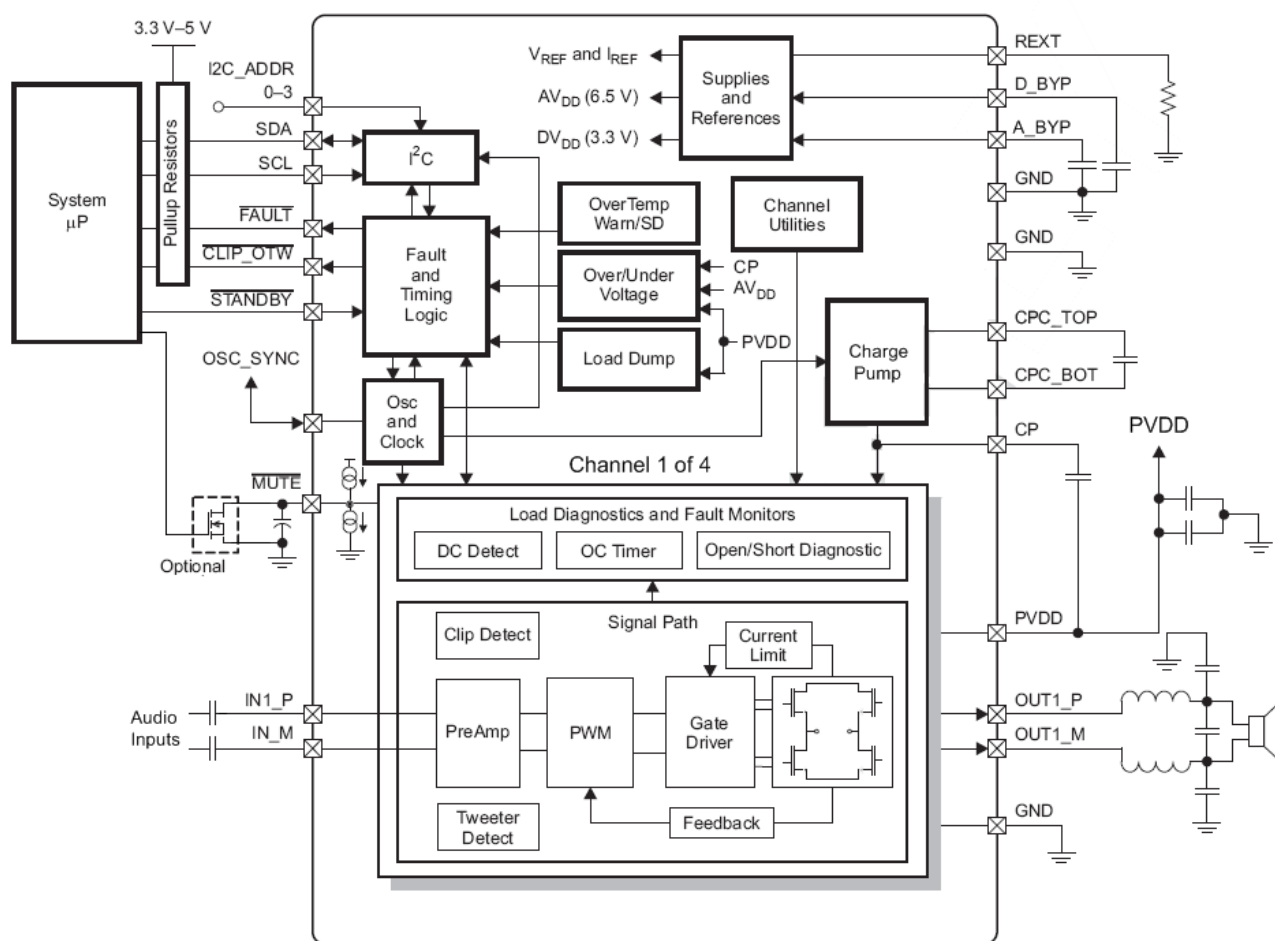 3.3 V–5 V
I2C_ADDR
0–3
SDA
SCL
FAULT
CLIP_OTW
STANDBY
OSC_SYNC
MUTE
System
μP
Pullup Resistors
Optional
I²C
Fault
and
Timing
Logic
Osc
and
Clock
V_REF and I_REF
AV_DD (6.5 V)
DV_DD (3.3 V)
Supplies
and
References
OverTemp
Warn/SD
Over/Under
Voltage
Load Dump
CP
AV_DD
PVDD
Channel
Utilities
Charge
Pump
REXT
D_BYP
A_BYP
GND
GND
CPC_TOP
CPC_BOT
CP
PVDD
Channel 1 of 4
Load Diagnostics and Fault Monitors
DC Detect
OC Timer
Open/Short Diagnostic
Signal Path
Clip Detect
Current
Limit
PreAmp
PWM
Gate
Driver
Feedback
Tweeter
Detect
Audio
Inputs
IN1_P
IN_M
PVDD
OUT1_P
OUT1_M
GND